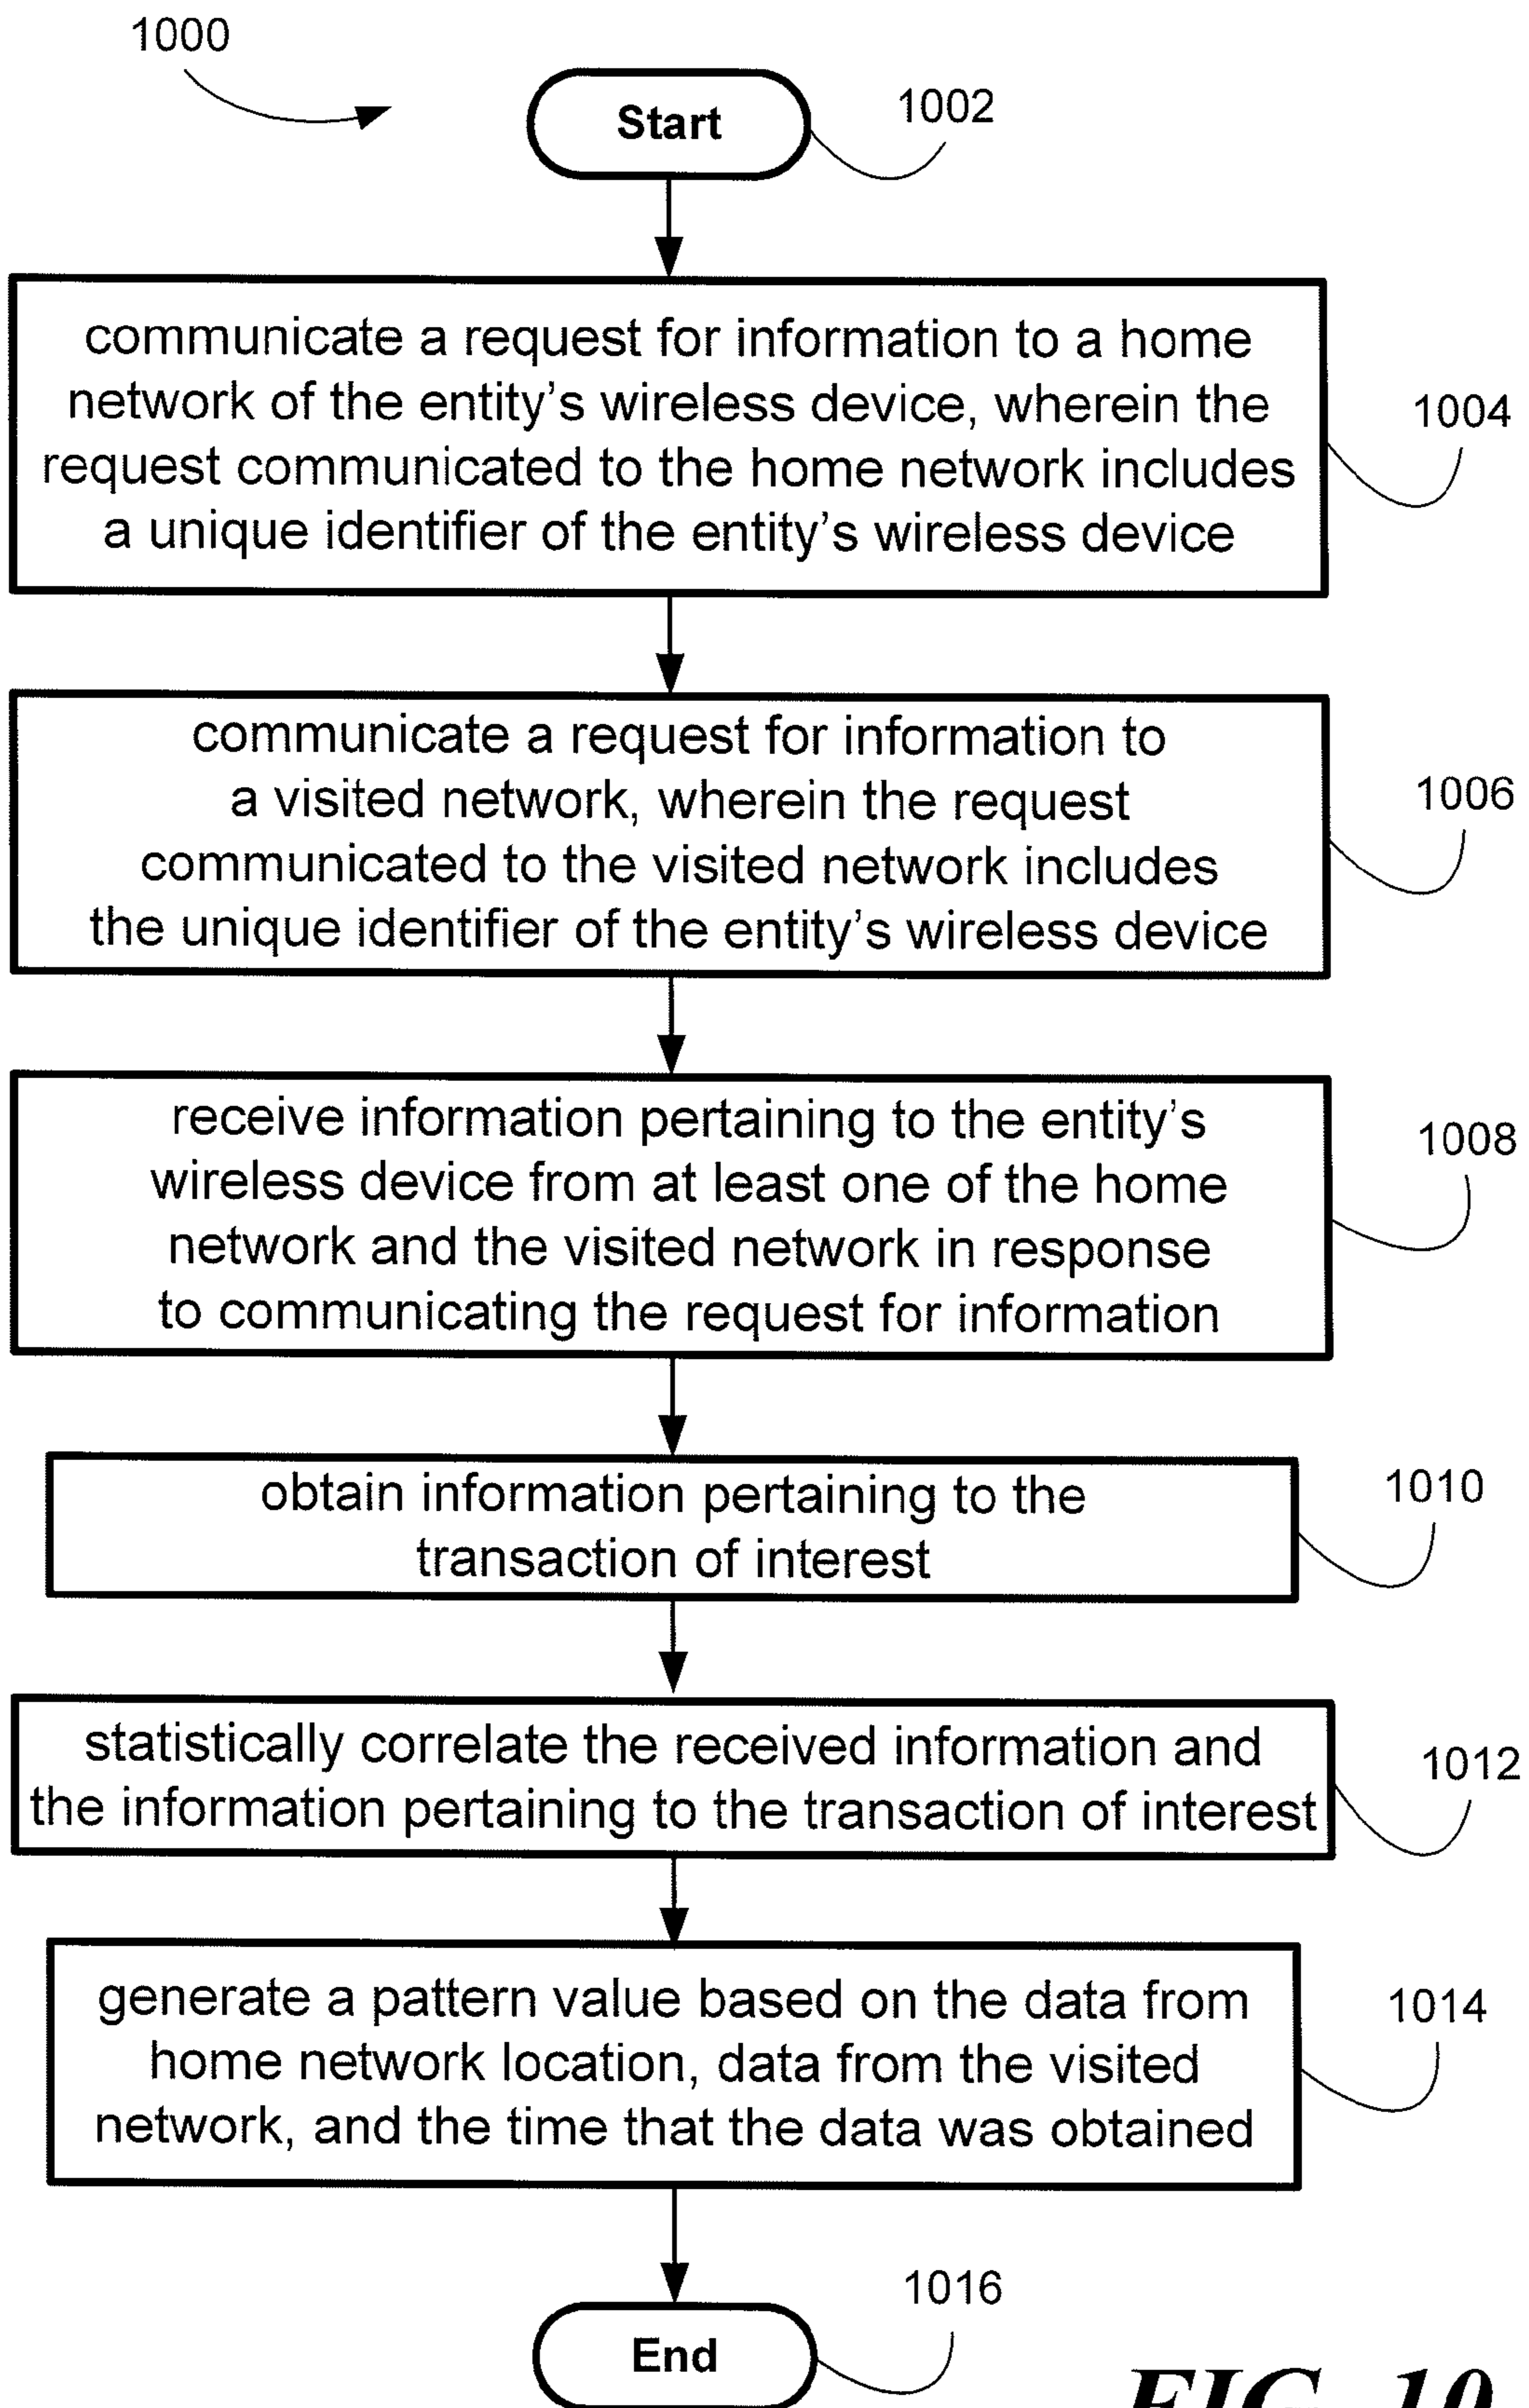 1000
Start
1002
communicate a request for information to a home
network of the entity's wireless device, wherein the
request communicated to the home network includes
a unique identifier of the entity's wireless device
1004
communicate a request for information to
a visited network, wherein the request
communicated to the visited network includes
the unique identifier of the entity's wireless device
1006
receive information pertaining to the entity's
wireless device from at least one of the home
network and the visited network in response
to communicating the request for information
1008
obtain information pertaining to the
transaction of interest
1010
statistically correlate the received information and
the information pertaining to the transaction of interest
1012
generate a pattern value based on the data from
home network location, data from the visited
network, and the time that the data was obtained
1014
End
1016
FIG. 10